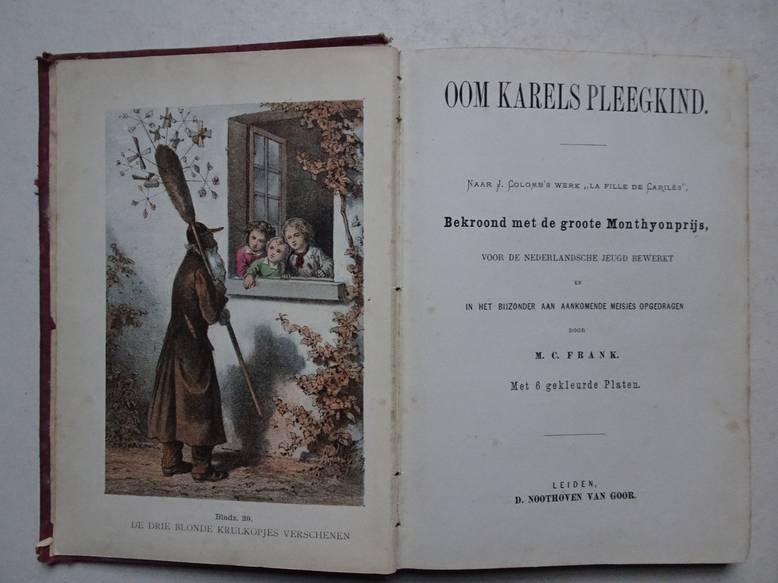 Bladz. 39.
DE DRIE BLONDE KRULKOPJES VERSCHENEN
OOM KARELS PLEEGKIND.
NAAR J. COLOMB'S WERK „LA FILLE DE CARILÈS",
Bekroond met de groote Monthyonprijs,
VOOR DE NEDERLANDSCHE JEUGD BEWERKT
EN
IN HET BIJZONDER AAN AANKOMENDE MEISJES OPGEDRAGEN
DOOR
M. C. FRANK.
Met 6 gekleurde Platen.
LEIDEN,
D. NOOTHOVEN VAN GOOR.